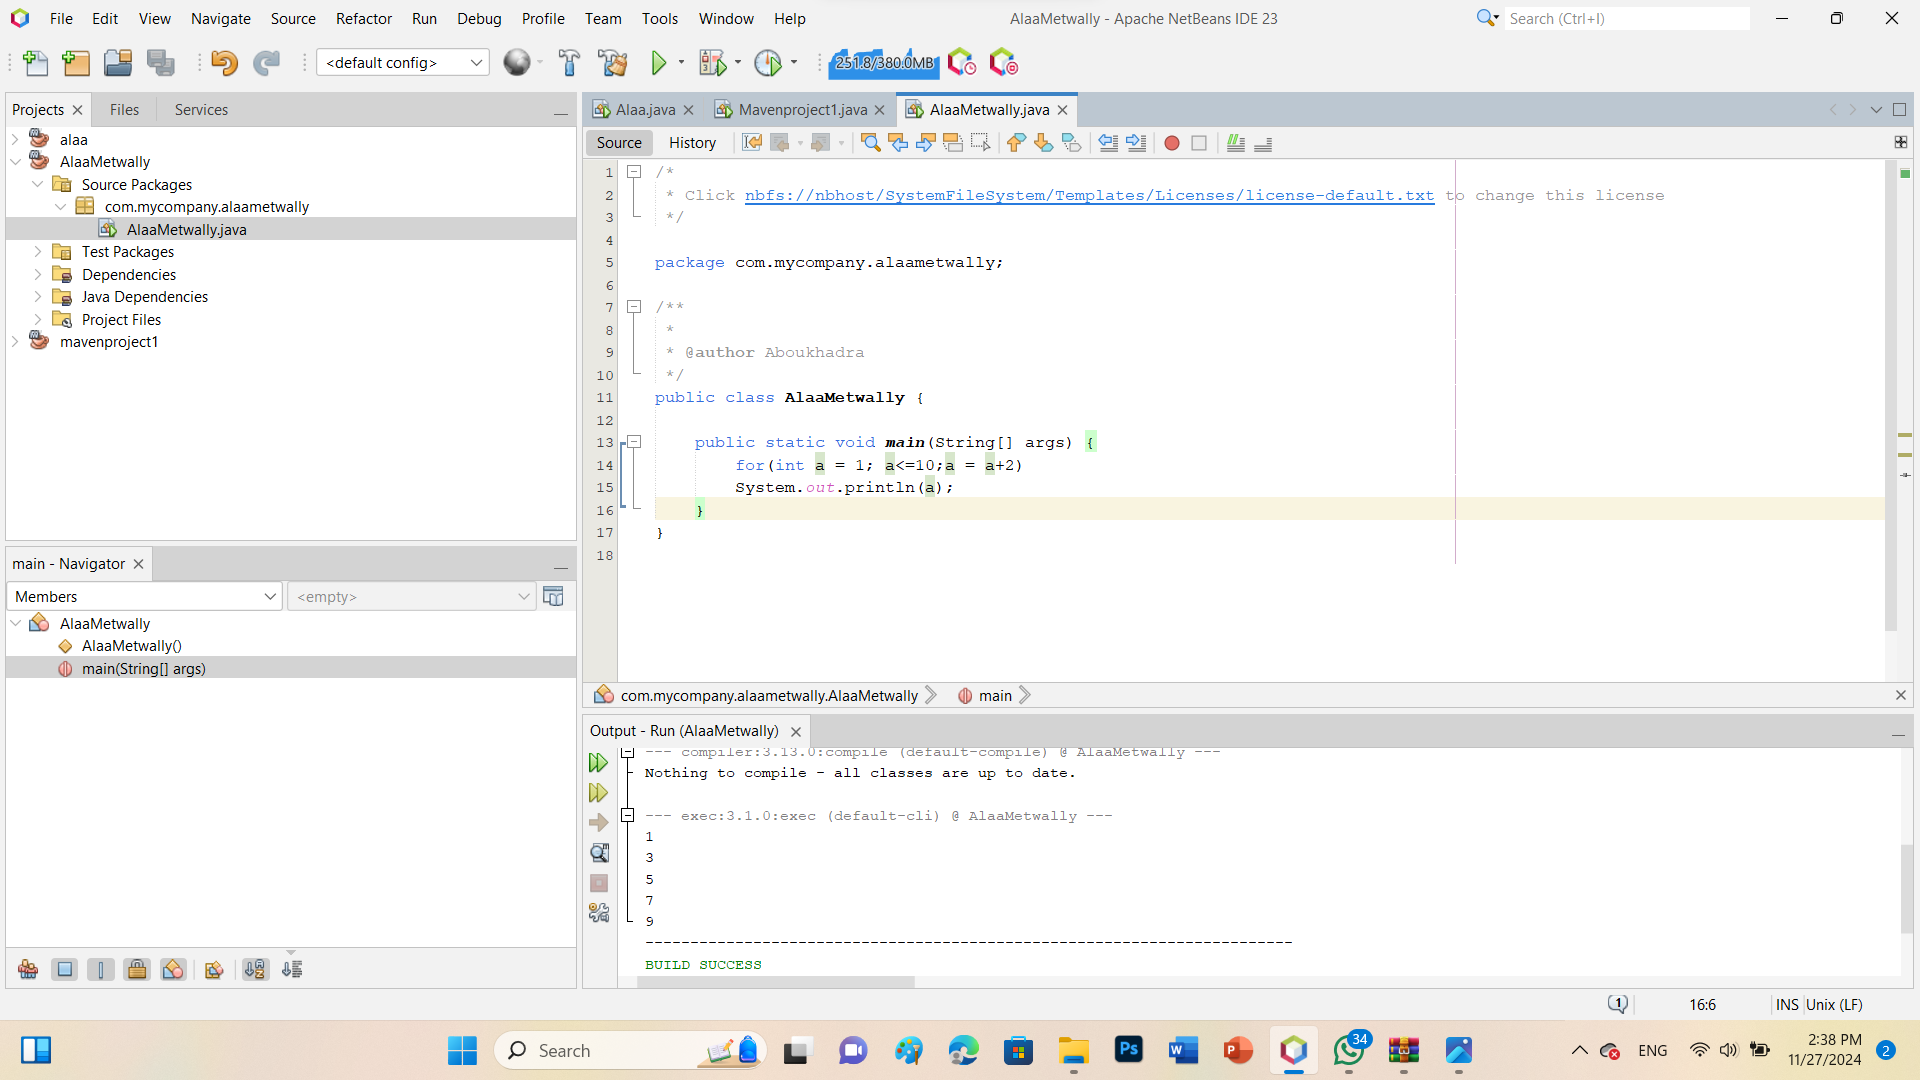 File Edit View Navigate Source Refactor Run Debug Profile Team Tools Window Help
AlaaMetwally - Apache NetBeans IDE 23
Search (Ctrl+I)
<default config>
251.8/380.0MB
Projects Files Services
alaa
AlaaMetwally
Source Packages
com.mycompany.alaametwally
AlaaMetwally.java
Test Packages
Dependencies
Java Dependencies
Project Files
mavenproject1
main - Navigator
Members <empty>
AlaaMetwally
AlaaMetwally()
main(String[] args)
Alaa.java Mavenproject1.java AlaaMetwally.java
Source History
1 /*
2 * Click nbfs://nbhost/SystemFileSystem/Templates/Licenses/license-default.txt to change this license
3 */
4
5 package com.mycompany.alaametwally;
6
7 /**
8 *
9 * @author Aboukhadra
10 */
11 public class AlaaMetwally {
12
13 public static void main(String[] args) {
14 for(int a = 1; a<=10;a = a+2)
15 System.out.println(a);
16 }
17 }
18
com.mycompany.alaametwally.AlaaMetwally main
Output - Run (AlaaMetwally)
--- compiler:3.13.0:compile (default-compile) @ AlaaMetwally ---
Nothing to compile - all classes are up to date.
--- exec:3.1.0:exec (default-cli) @ AlaaMetwally ---
1
3
5
7
9
------------------------------------------------------------------------
BUILD SUCCESS
1 16:6 INS Unix (LF)
Search
34
ENG
2:38 PM
11/27/2024
2